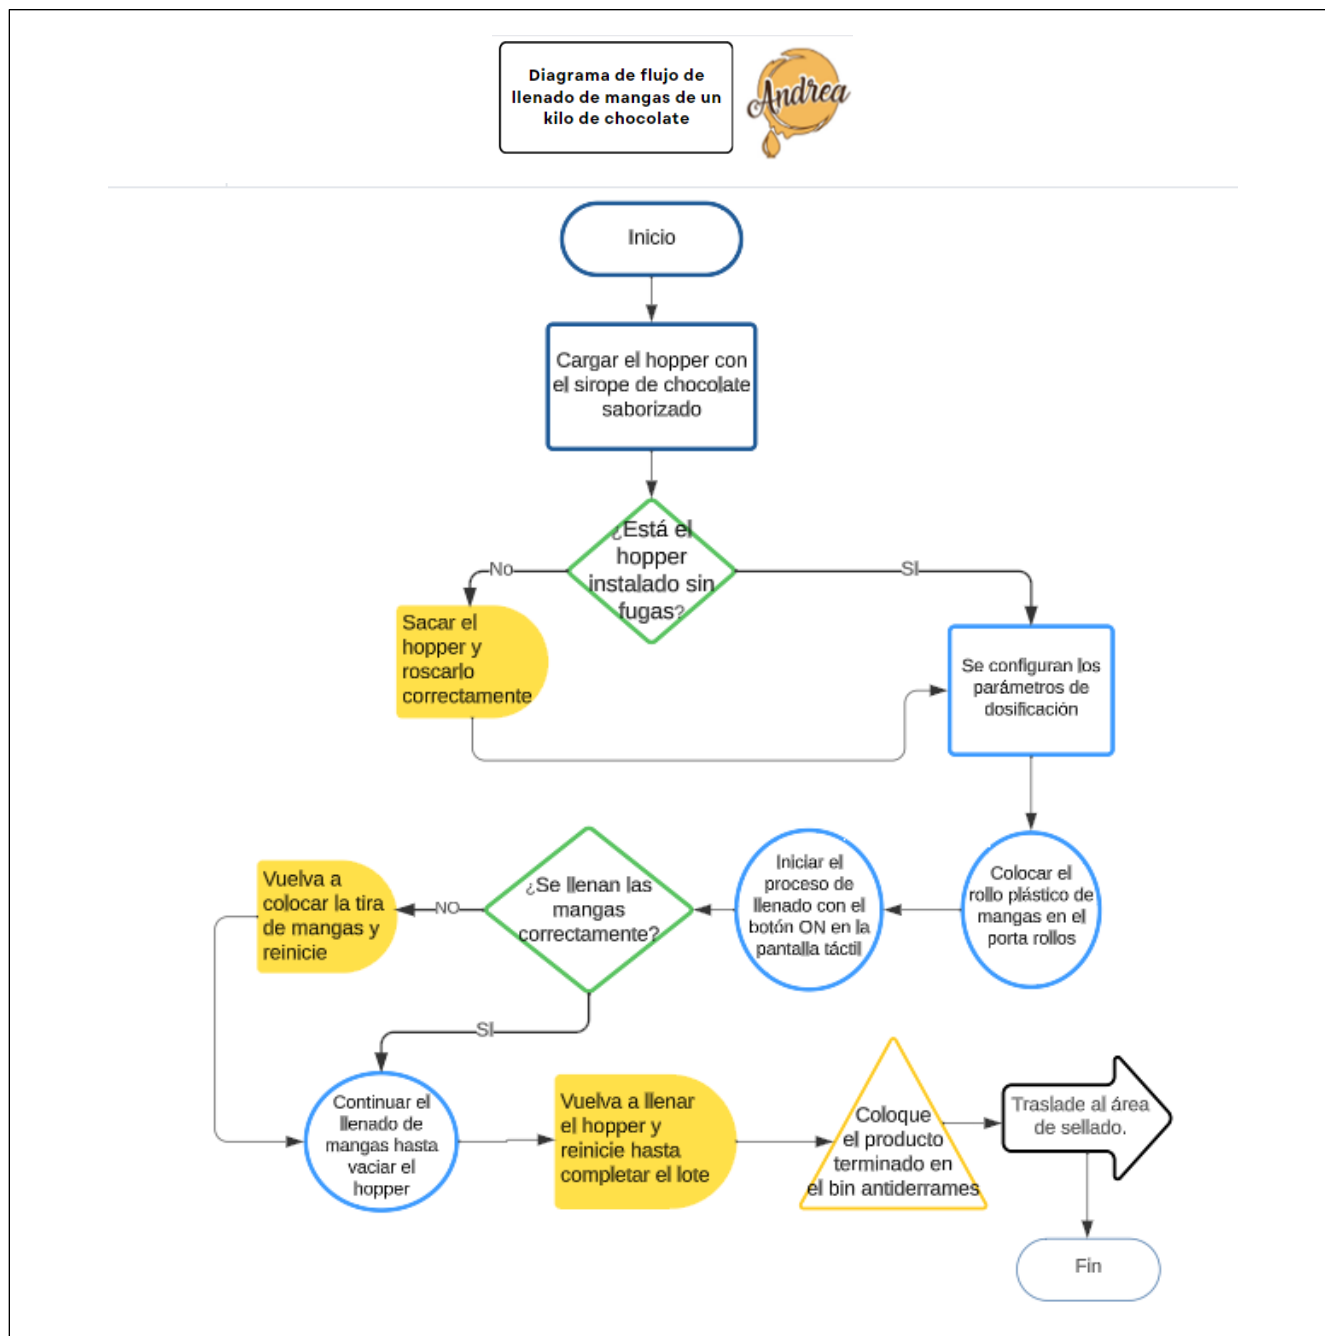 Diagrama de flujo de
llenado de mangas de un
kilo de chocolate
Andrea
Inicio
Cargar el hopper con
el sirope de chocolate
saborizado
¿Está el
hopper
instalado sin
fugas?
No
SI
Sacar el
hopper y
roscarlo
correctamente
Se configuran los
parámetros de
dosificación
Colocar el
rollo plástico de
mangas en el
porta rollos
Iniciar el
proceso de
llenado con el
botón ON en la
pantalla táctil
¿Se llenan las
mangas
correctamente?
NO
Vuelva a
colocar la tira
de mangas y
reinicie
SI
Continuar el
llenado de
mangas hasta
vaciar el
hopper
Vuelva a llenar
el hopper y
reinicie hasta
completar el lote
Coloque
el producto
terminado en
el bin antiderrames
Traslade al área
de sellado.
Fin